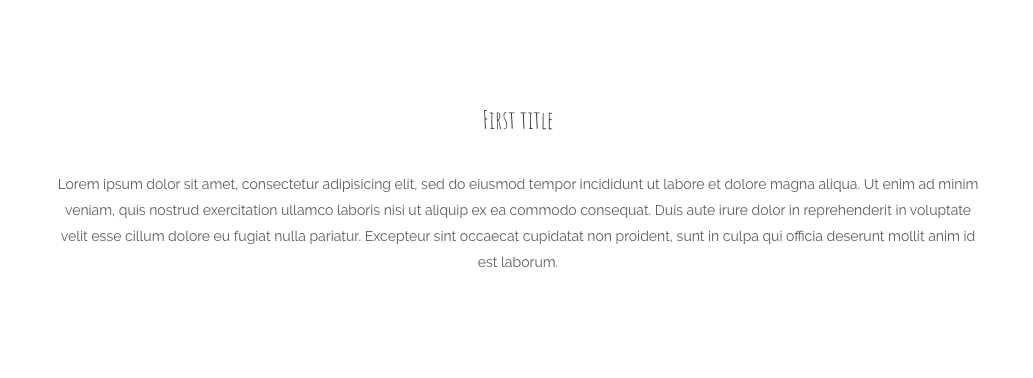 First title
Lorem ipsum dolor sit amet, consectetur adipisicing elit, sed do eiusmod tempor incididunt ut labore et dolore magna aliqua. Ut enim ad minim
veniam, quis nostrud exercitation ullamco laboris nisi ut aliquip ex ea commodo consequat. Duis aute irure dolor in reprehenderit in voluptate
velit esse cillum dolore eu fugiat nulla pariatur. Excepteur sint occaecat cupidatat non proident, sunt in culpa qui officia deserunt mollit anim id
est laborum.